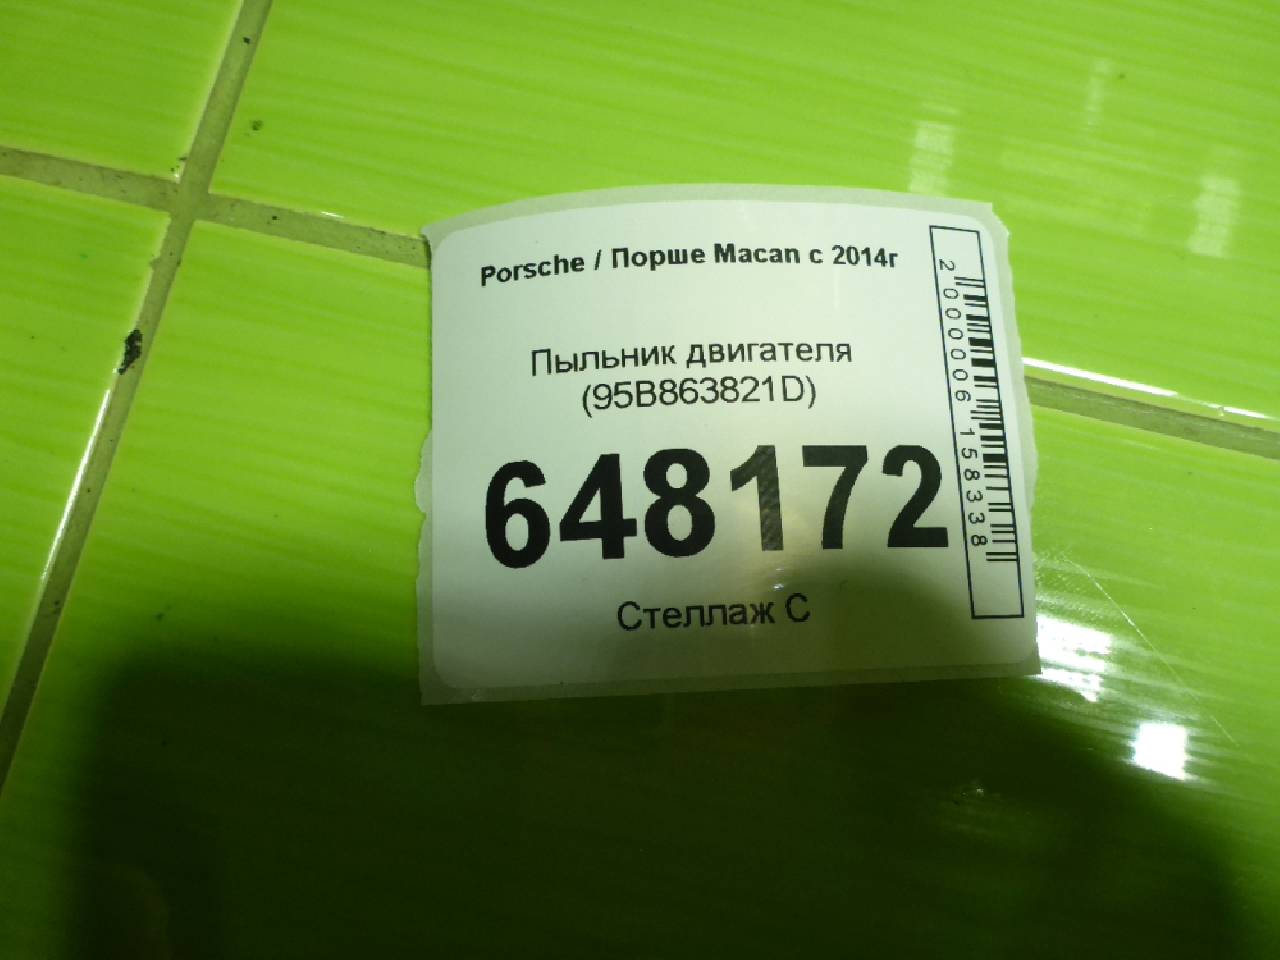 Porsche / Порше Macan с 2014г
Пыльник двигателя
(95B863821D)
648172
Стеллаж С
2000006158338